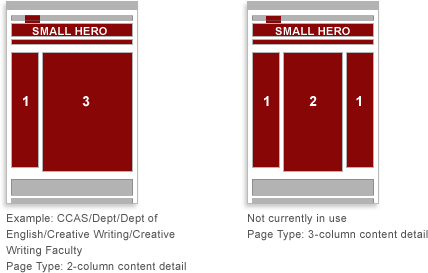 SMALL HERO
1
3
Example: CCAS/Dept/Dept of
English/Creative Writing/Creative
Writing Faculty
Page Type: 2-column content detail
SMALL HERO
1
2
1
Not currently in use
Page Type: 3-column content detail